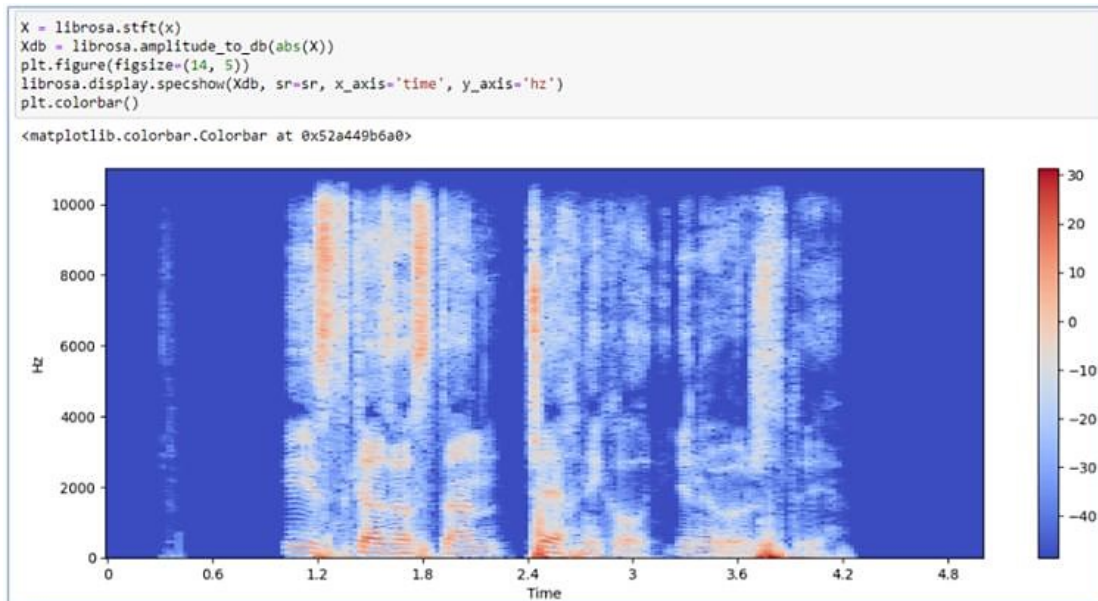 X = librosa.stft(x)
Xdb = librosa.amplitude_to_db(abs(X))
plt.figure(figsize=(14, 5))
librosa.display.specshow(Xdb, sr=sr, x_axis='time', y_axis='hz')
plt.colorbar()
<matplotlib.colorbar.Colorbar at 0x52a449b6a0>
10000
8000
6000
4000
2000
0
Hz
0 0.6 1.2 1.8 2.4 3 3.6 4.2 4.8
Time
30
20
10
0
−10
−20
−30
−40